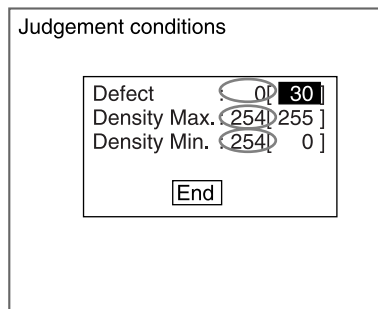 Judgement conditions
Defect : 0[ 30 ]
Density Max. : 254[ 255 ]
Density Min. : 254[ 0 ]
End